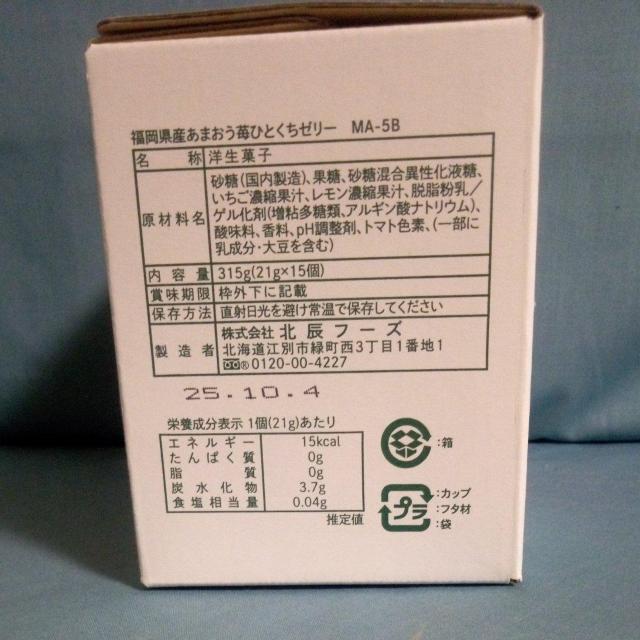 福岡県産あまおう苺ひとくちゼリー MA-5B
名称 洋生菓子
原材料名 砂糖(国内製造)、果糖、砂糖混合異性化液糖、
いちご濃縮果汁、レモン濃縮果汁、脱脂粉乳／
ゲル化剤(増粘多糖類、アルギン酸ナトリウム)、
酸味料、香料、pH調整剤、トマト色素、(一部に
乳成分・大豆を含む)
内容量 315g(21g×15個)
賞味期限 枠外下に記載
保存方法 直射日光を避け常温で保存してください
製造者 株式会社 北辰フーズ
北海道江別市緑町西3丁目1番地1
®0120-00-4227
25.10.4
栄養成分表示 1個(21g)あたり
エネルギー 15kcal
たんぱく質 0g
脂質 0g
炭水化物 3.7g
食塩相当量 0.04g
推定値
:箱
プラ
:カップ
:フタ材
:袋